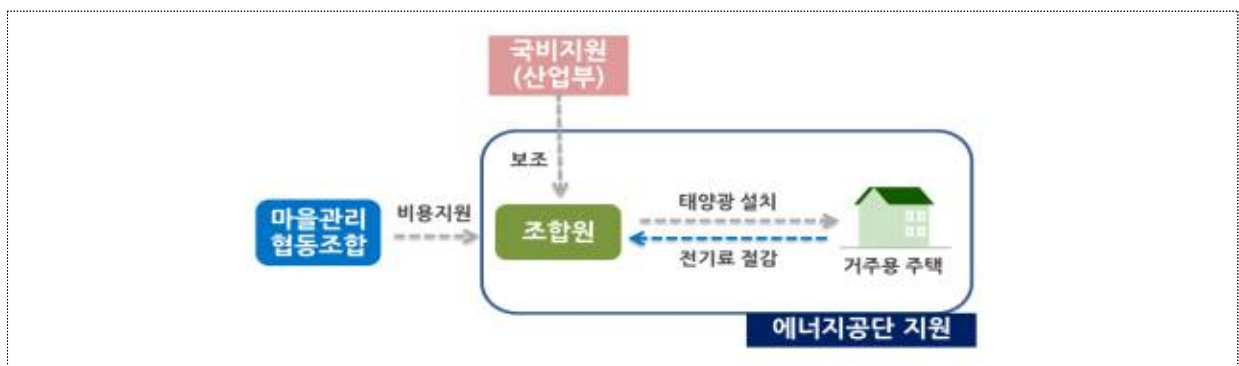 국비지원
(산업부)
보조
마을관리
협동조합
비용지원
조합원
태양광 설치
전기료 절감
거주용 주택
에너지공단 지원